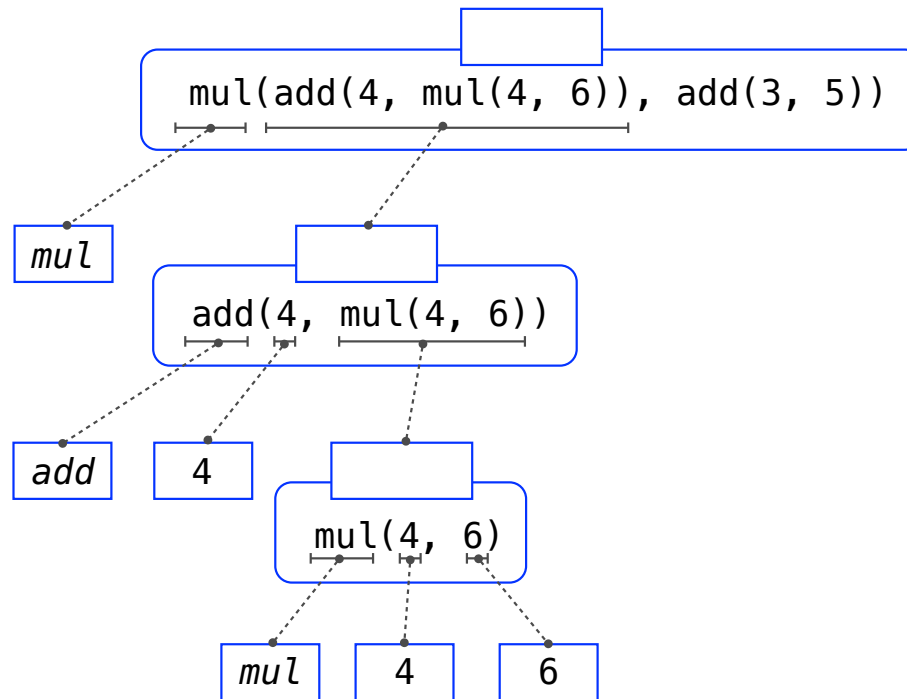 mul(add(4, mul(4, 6)), add(3, 5))
mul
add(4, mul(4, 6))
add
4
mul(4, 6)
mul
4
6